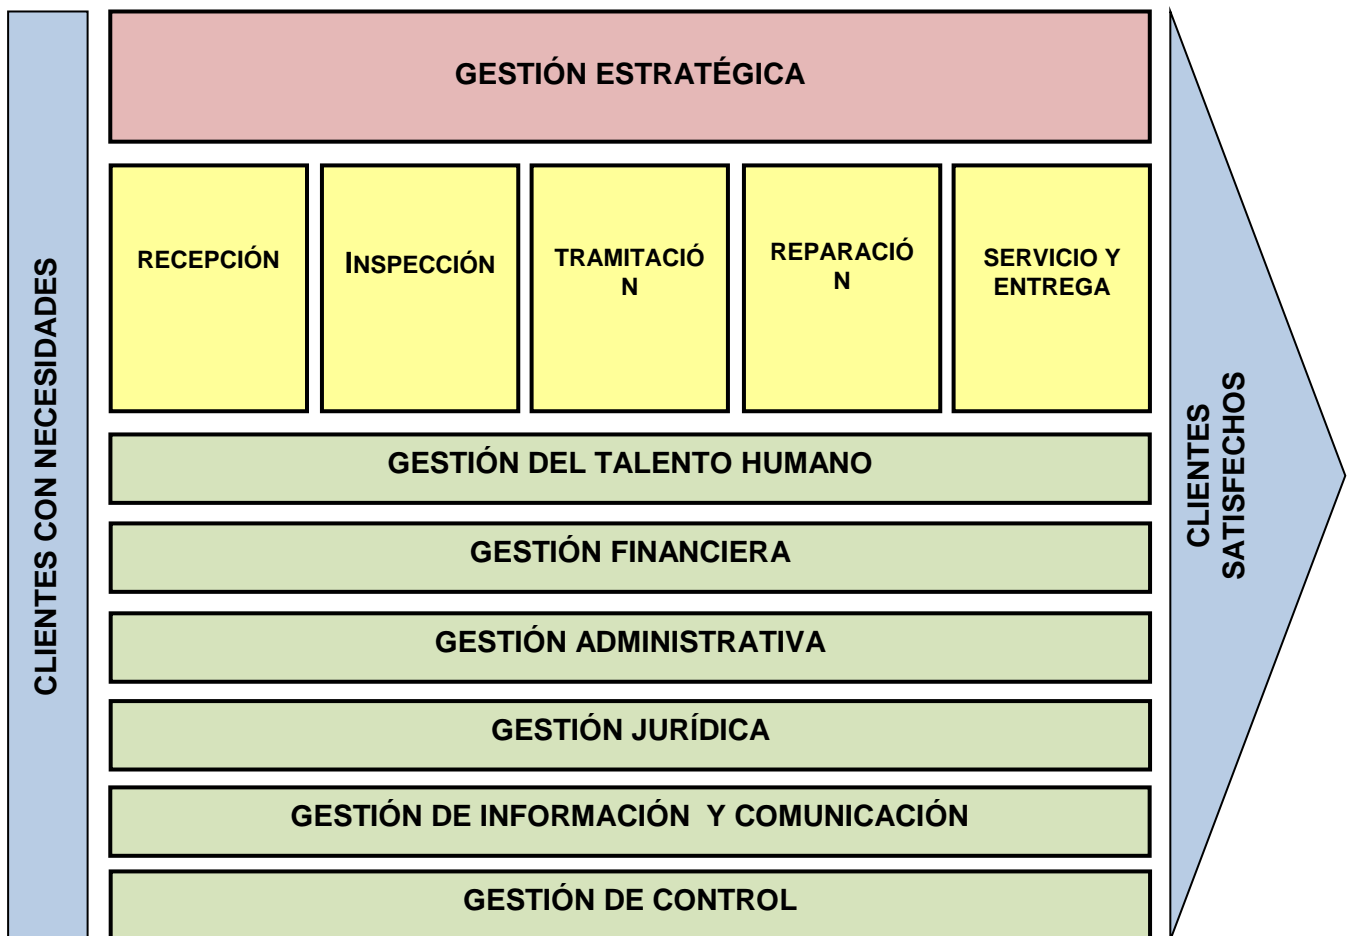 CLIENTES CON NECESIDADES
GESTIÓN ESTRATÉGICA
RECEPCIÓN
INSPECCIÓN
TRAMITACIÓ
N
REPARACIÓ
N
SERVICIO Y
ENTREGA
GESTIÓN DEL TALENTO HUMANO
GESTIÓN FINANCIERA
GESTIÓN ADMINISTRATIVA
GESTIÓN JURÍDICA
GESTIÓN DE INFORMACIÓN  Y COMUNICACIÓN
GESTIÓN DE CONTROL
CLIENTES
SATISFECHOS